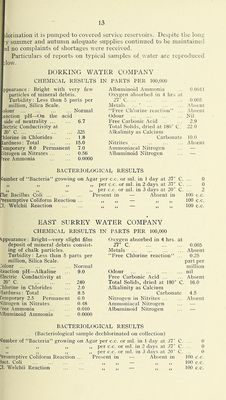 13
dorination it is pumped to covered service reservoirs. Despite the long
y summer and autumn adequate supplies continued to be maintained
nd no complaints of shortages were received.
Particulars of reports on typical samples of water are reproduced
elow.
DORKING WATER COMPANY
CHEMICAL RESULTS IN PARTS PER 100,000
ppearance: Bright with very few
particles of mineral debris.
Turbidity: Less than 5 parts per
million, Silica Scale.
olour ... Normal
eaction pH—On the acid
side of neutrality ... 6.7
lectric Conductivity at
20° C. ... 325
hlorine in Chlorides ... 1.8
ardness: Total ... 15.0
Temporary 8.0 Permanent 7.0
itrogen in Nitrates ... 0.50
ree Ammonia ... 0.0000
Albuminoid Ammonia 0.0041
Oxygen absorbed in 4 hrs at
27° C. ... 0.005
Metals ... Absent
"Free Chlorine reaction" Absent
Odour ... Nil
Free Carbonic Acid ... 2.9
Total Solids, dried at 180° C. 22.0
Alkalinity as Calcium
Carbonate 10.0
Nitrites ... Absent
Ammoniacal Nitrogen —
Albuminoid Nitrogen —
BACTERIOLOGICAL RESULTS
Number of "Bacteria" growing on Agar per c.c. or ml. in 1 day at 37° C. ... 0
" " " per c.c. or ml. in 2 days at 37° C. ... 0
" " " per c.c. or ml. in 3 days at 20° C. ... 2
The Bacillus Coli ... Present in — Absent in 100 c.c.
Presumptive Coliform Reaction ... " " — " " 100 c.c.
Cl. Welchii Reaction ... " " — " " 100 c.c.
EAST SURREY WATER COMPANY
CHEMICAL RESULTS IN PARTS PER 100,000
Appearance: Bright—very slight film
deposit of mineral debris consist-
ing of chalk particles.
Turbidity: Less than 5 parts per
million, Silica Scale.
Colour ... Normal
Reaction pH—Alkaline 9.0
Electric Conductivity at
20° C. ... 240
Chlorine in Chlorides 2.0
Hardness: Total ... 8.5
Temporary 2.5 Permanent 6.0
Nitrogen in Nitrates ... 0.48
Free Ammonia ... 0.010
Albuminoid Ammonia 0.0000
Oxygen absorbed in 4 hrs. at
27° C. ... 0.005
Metals ... Absent
"Free Chlorine reaction" ... 0.25
part per
million
Odour ... nil
Free Carbonic Acid ... Absent
Total Solids, dried at 180° C. 16.0
Alkalinity as Calcium
Carbonate 4.5
Nitrogen in Nitrites ... Absent
Ammoniacal Nitrogen —
Albuminoid Nitrogen —
BACTERIOLOGICAL RESULTS
(Bacteriological sample dechlorinated on collection)
Number of "Bacteria" growing on Agar per c.c. or ml. in 1 day at 37° C. ... 0
" " " per c.c. or ml. in 2 days at 37° C. ... 0
" " " per c.c. or ml. in 3 days at 20° C. ... 0
Presumptive Coliform Reaction ... Present in — Absent in 100 c.c.
Bact. Coli ... " " — " " 100 c.c.
Cl. Welchii Reaction ... " " — " " 100 c.c.